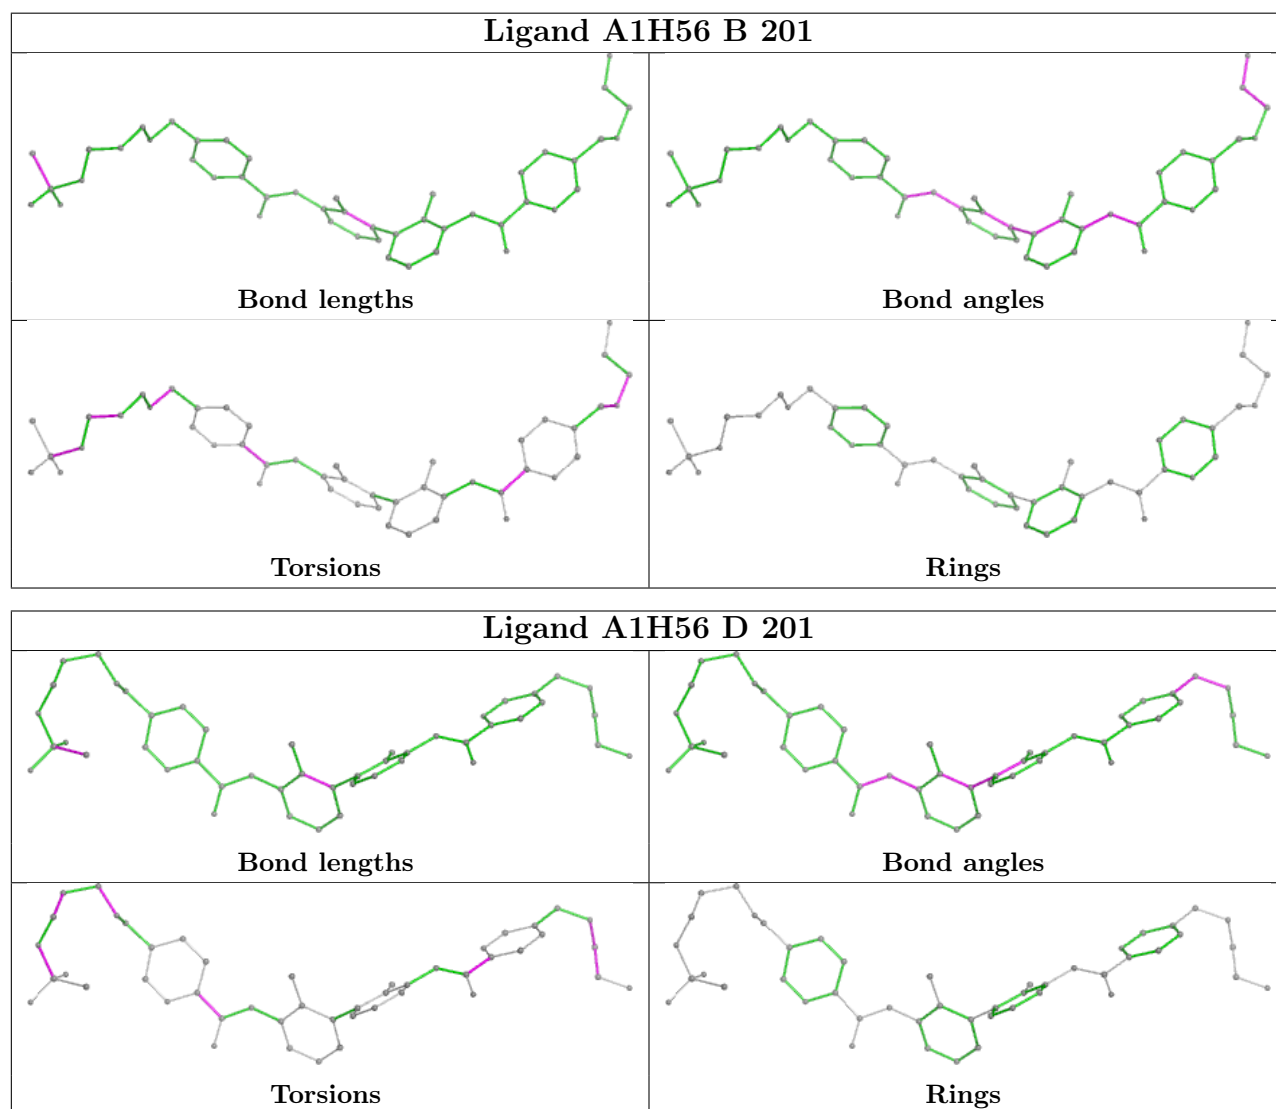 Ligand A1H56 B 201
Bond lengths
Bond angles
Torsions
Rings
Ligand A1H56 D 201
Bond lengths
Bond angles
Torsions
Rings